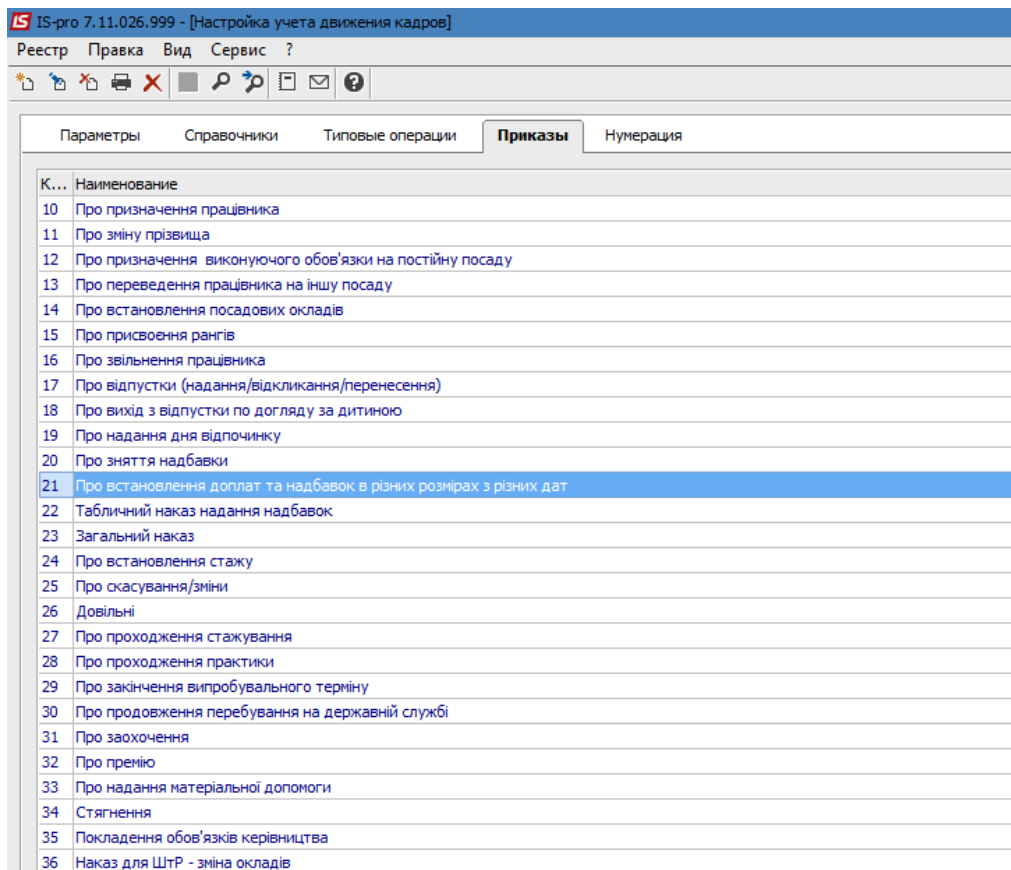 IS-pro 7.11.026.999 - [Настройка учета движения кадров]
Реестр Правка Вид Сервис ?
Параметры Справочники Типовые операции Приказы Нумерация
К... Наименование
10 Про призначення працівника
11 Про зміну прізвища
12 Про призначення виконуючого обов'язки на постійну посаду
13 Про переведення працівника на іншу посаду
14 Про встановлення посадових окладів
15 Про присвоєння рангів
16 Про звільнення працівника
17 Про відпустки (надання/відкликання/перенесення)
18 Про вихід з відпустки по догляду за дитиною
19 Про надання дня відпочинку
20 Про зняття надбавки
21 Про встановлення доплат та надбавок в різних розмірах з різних дат
22 Табличний наказ надання надбавок
23 Загальний наказ
24 Про встановлення стажу
25 Про скасування/зміни
26 Довільні
27 Про проходження стажування
28 Про проходження практики
29 Про закінчення випробувального терміну
30 Про продовження перебування на державній службі
31 Про заохочення
32 Про премію
33 Про надання матеріальної допомоги
34 Стягнення
35 Покладення обов'язків керівництва
36 Наказ для ШтР - зміна окладів